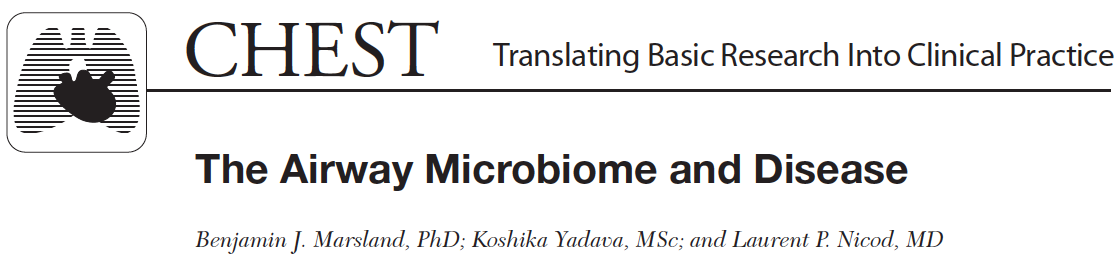 CHEST
Translating Basic Research Into Clinical Practice
The Airway Microbiome and Disease
Benjamin J. Marsland, PhD; Koshika Yadava, MSc; and Laurent P. Nicod, MD